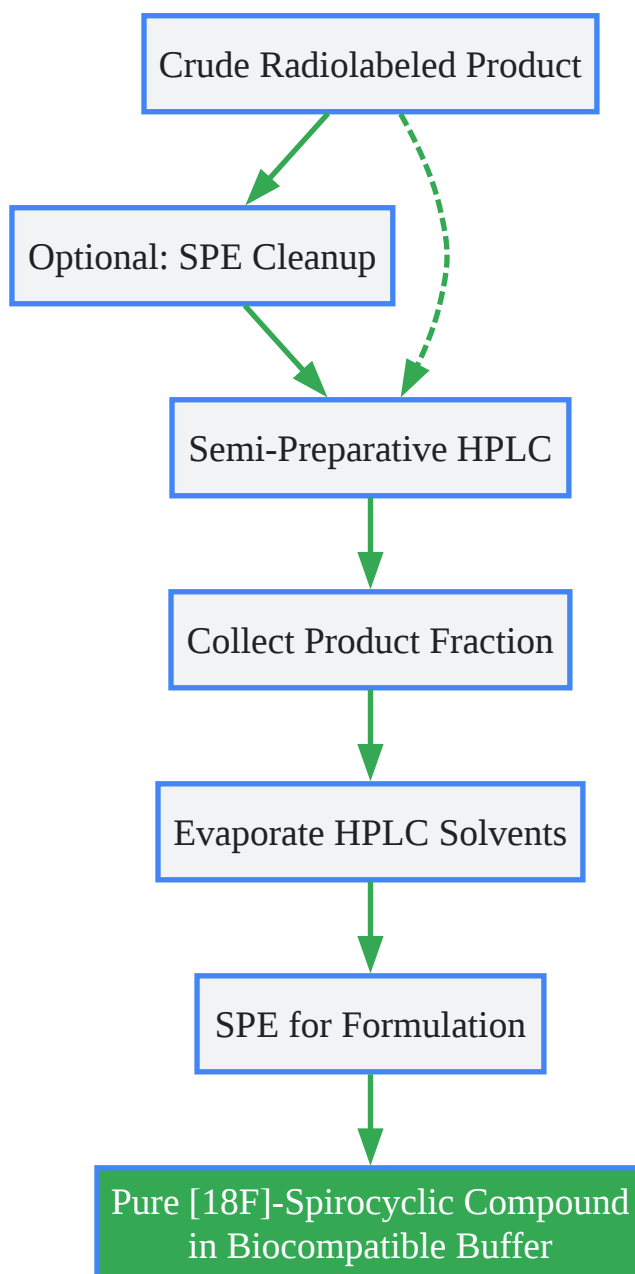 Crude Radiolabeled Product
Optional: SPE Cleanup
Semi-Preparative HPLC
Collect Product Fraction
Evaporate HPLC Solvents
SPE for Formulation
Pure [18F]-Spirocyclic Compound
in Biocompatible Buffer